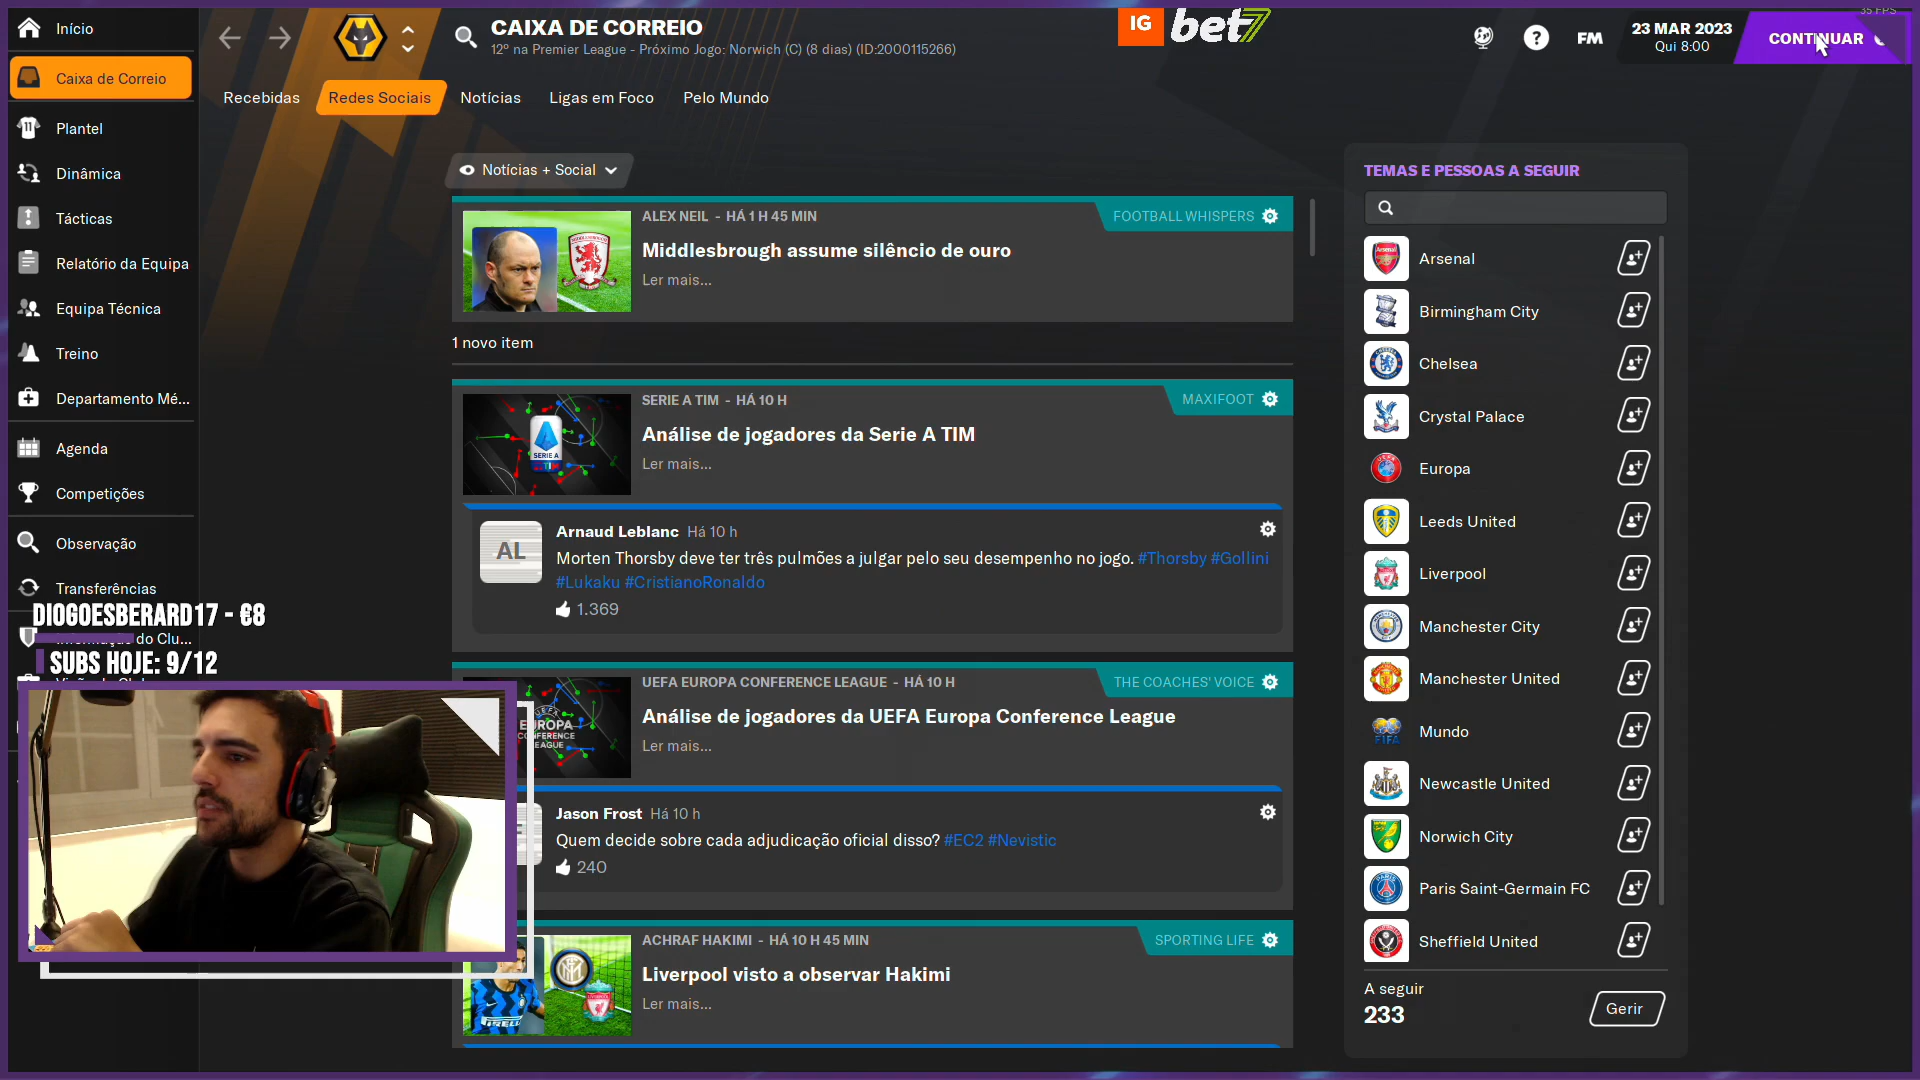 35 FPS
Início
Caixa de Correio
Plantel
Dinâmica
Tácticas
Relatório da Equipa
Equipa Técnica
Treino
Departamento Mé...
Agenda
Competições
Observação
Transferências
do Clu...
DIOGOESBERARD17 - €8
SUBS HOJE: 9/12
CAIXA DE CORREIO
12º na Premier League - Próximo Jogo: Norwich (C) (8 dias) (ID:2000115266)
IG
bet7
FM
23 MAR 2023
Qui 8:00
CONTINUAR
Recebidas
Redes Sociais
Notícias
Ligas em Foco
Pelo Mundo
Notícias + Social
ALEX NEIL - HÁ 1 H 45 MIN
FOOTBALL WHISPERS
Middlesbrough assume silêncio de ouro
Ler mais...
1 novo item
SERIE A TIM - HÁ 10 H
MAXIFOOT
Análise de jogadores da Serie A TIM
Ler mais...
SERIE A
TIM
AL
Arnaud Leblanc Há 10 h
Morten Thorsby deve ter três pulmões a julgar pelo seu desempenho no jogo. #Thorsby #Gollini
#Lukaku #CristianoRonaldo
1.369
UEFA EUROPA CONFERENCE LEAGUE - HÁ 10 H
THE COACHES' VOICE
Análise de jogadores da UEFA Europa Conference League
Ler mais...
UEFA
EUROPA
CONFERENCE
LEAGUE
Jason Frost Há 10 h
Quem decide sobre cada adjudicação oficial disso? #EC2 #Nevistic
240
ACHRAF HAKIMI - HÁ 10 H 45 MIN
SPORTING LIFE
Liverpool visto a observar Hakimi
Ler mais...
PIRELLI
TEMAS E PESSOAS A SEGUIR
Arsenal
Birmingham City
Chelsea
Crystal Palace
Europa
Leeds United
Liverpool
Manchester City
Manchester United
Mundo
Newcastle United
Norwich City
Paris Saint-Germain FC
Sheffield United
A seguir
233
Gerir